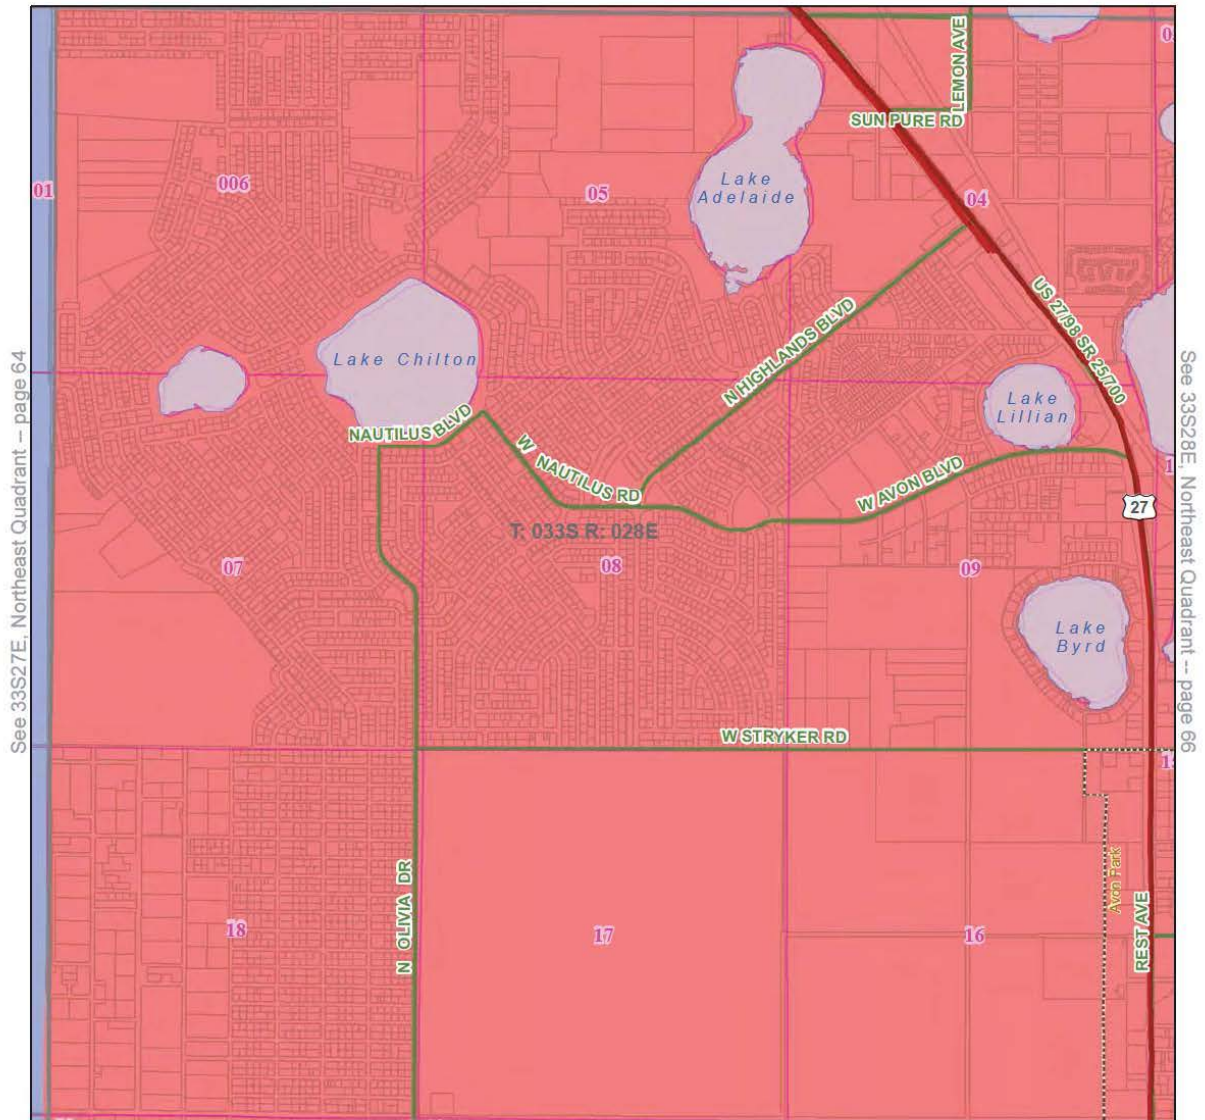 LEMON AVE
SUN PURE RD
01
006
05
Lake
Adelaide
04
US 27/98 SR 25/700
N HIGHLANDS BLVD
Lake Chilton
Lake
Lillian
NAUTILUS BLVD
W NAUTILUS RD
W AVON BLVD
27
T: 033S R: 028E
07
08
09
Lake
Byrd
W STRYKER RD
N OLIVIA DR
18
17
16
Avon Park
REST AVE
See 33S27E, Northeast Quadrant -- page 64
See 33S28E, Northeast Quadrant -- page 66